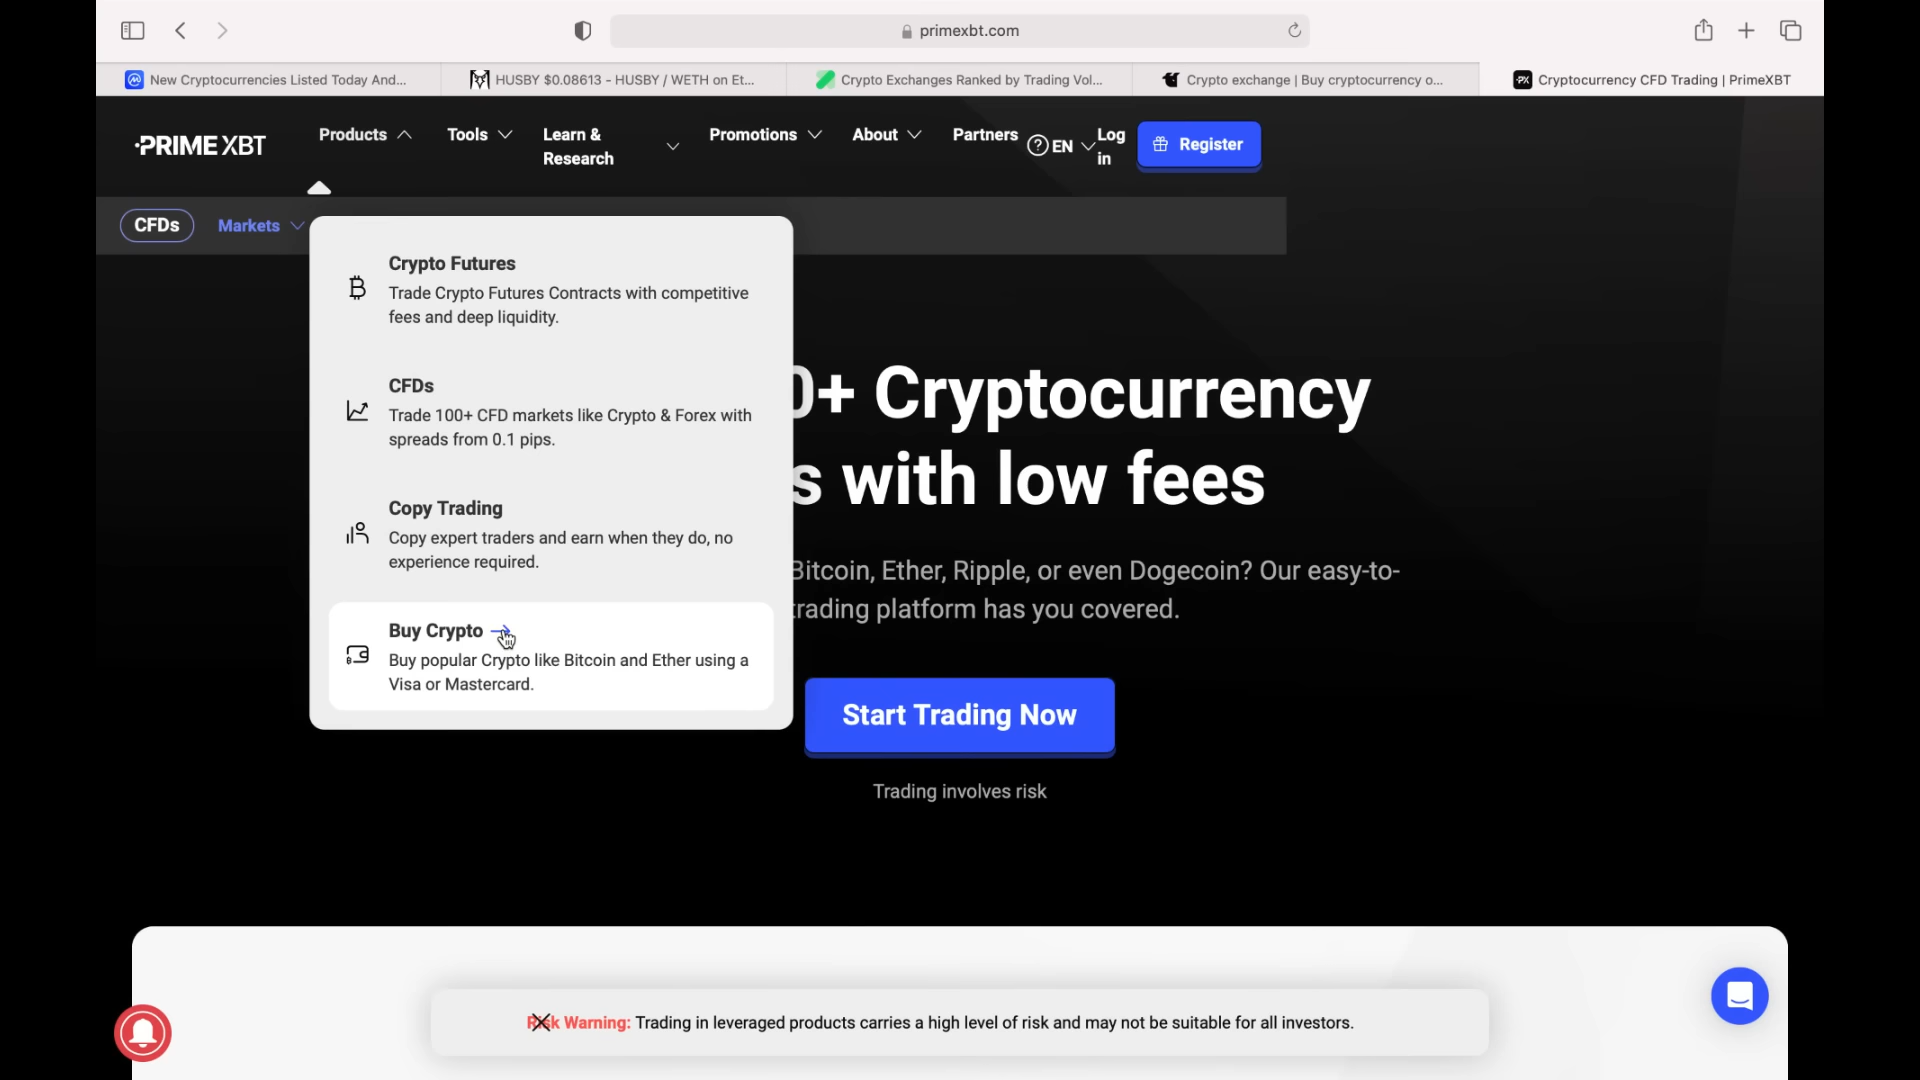 primexbt.com
New Cryptocurrencies Listed Today And...
HUSBY $0.08613 - HUSBY / WETH on Et...
Crypto Exchanges Ranked by Trading Vol...
Crypto exchange | Buy cryptocurrency o...
PX
Cryptocurrency CFD Trading | PrimeXBT
·PRIME XBT
Products
Tools
Learn &
Research
Promotions
About
Partners
EN
Log
in
Register
CFDs
Markets
Crypto Futures
Trade Crypto Futures Contracts with competitive
fees and deep liquidity.
CFDs
Trade 100+ CFD markets like Crypto & Forex with
spreads from 0.1 pips.
Copy Trading
Copy expert traders and earn when they do, no
experience required.
Buy Crypto →
Buy popular Crypto like Bitcoin and Ether using a
Visa or Mastercard.
0+ Cryptocurrency
s with low fees
Bitcoin, Ether, Ripple, or even Dogecoin? Our easy-to-
trading platform has you covered.
Start Trading Now
Trading involves risk
Risk Warning: Trading in leveraged products carries a high level of risk and may not be suitable for all investors.